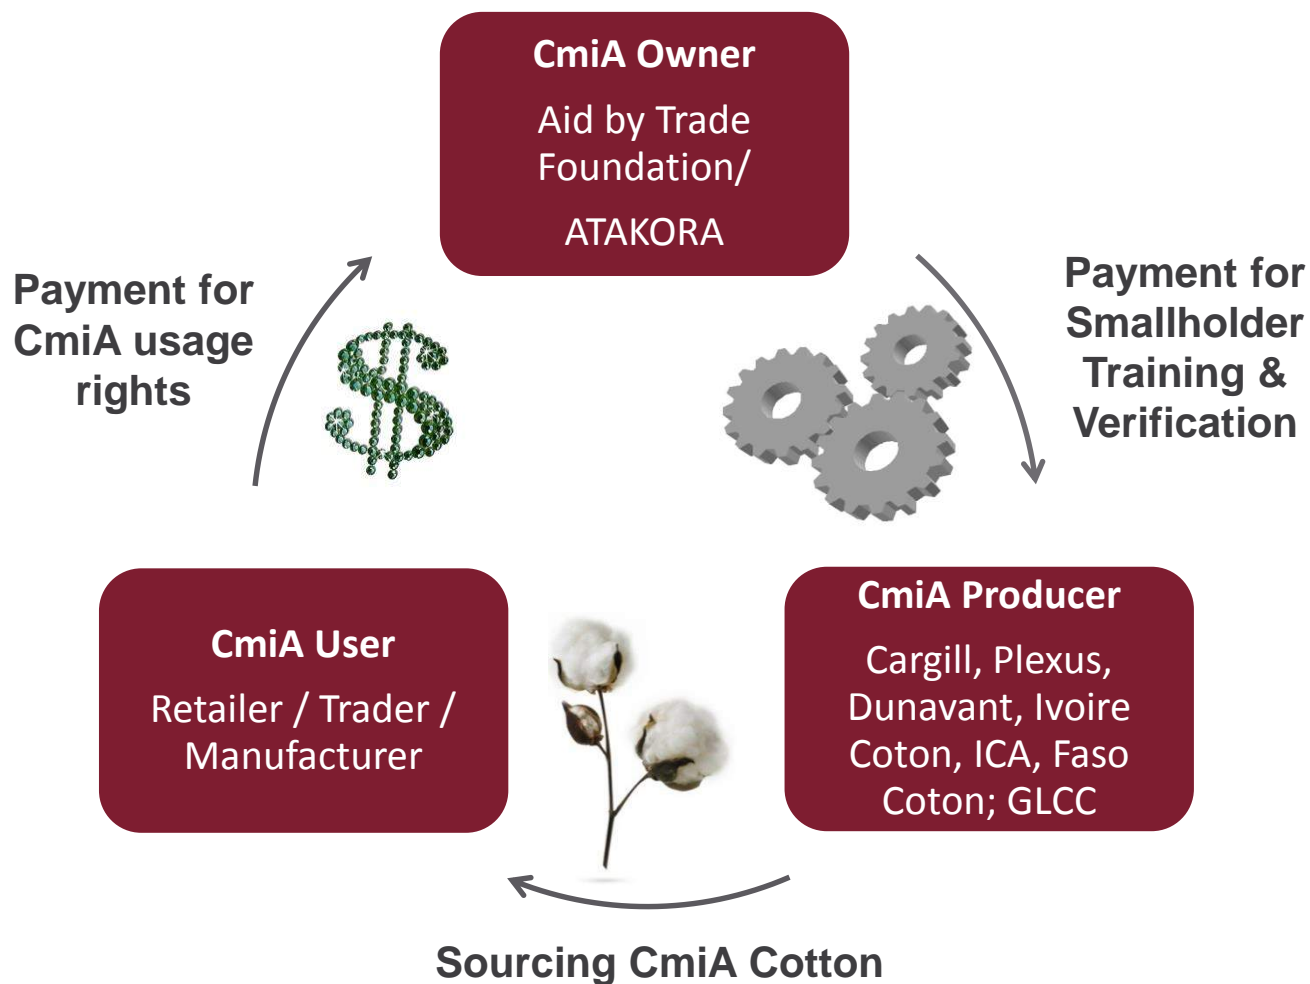 CmiA Owner
Aid by Trade
Foundation/
ATAKORA
Payment for
CmiA usage
rights
Payment for
Smallholder
Training &
Verification
CmiA User
Retailer / Trader /
Manufacturer
CmiA Producer
Cargill, Plexus,
Dunavant, Ivoire
Coton, ICA, Faso
Coton; GLCC
Sourcing CmiA Cotton